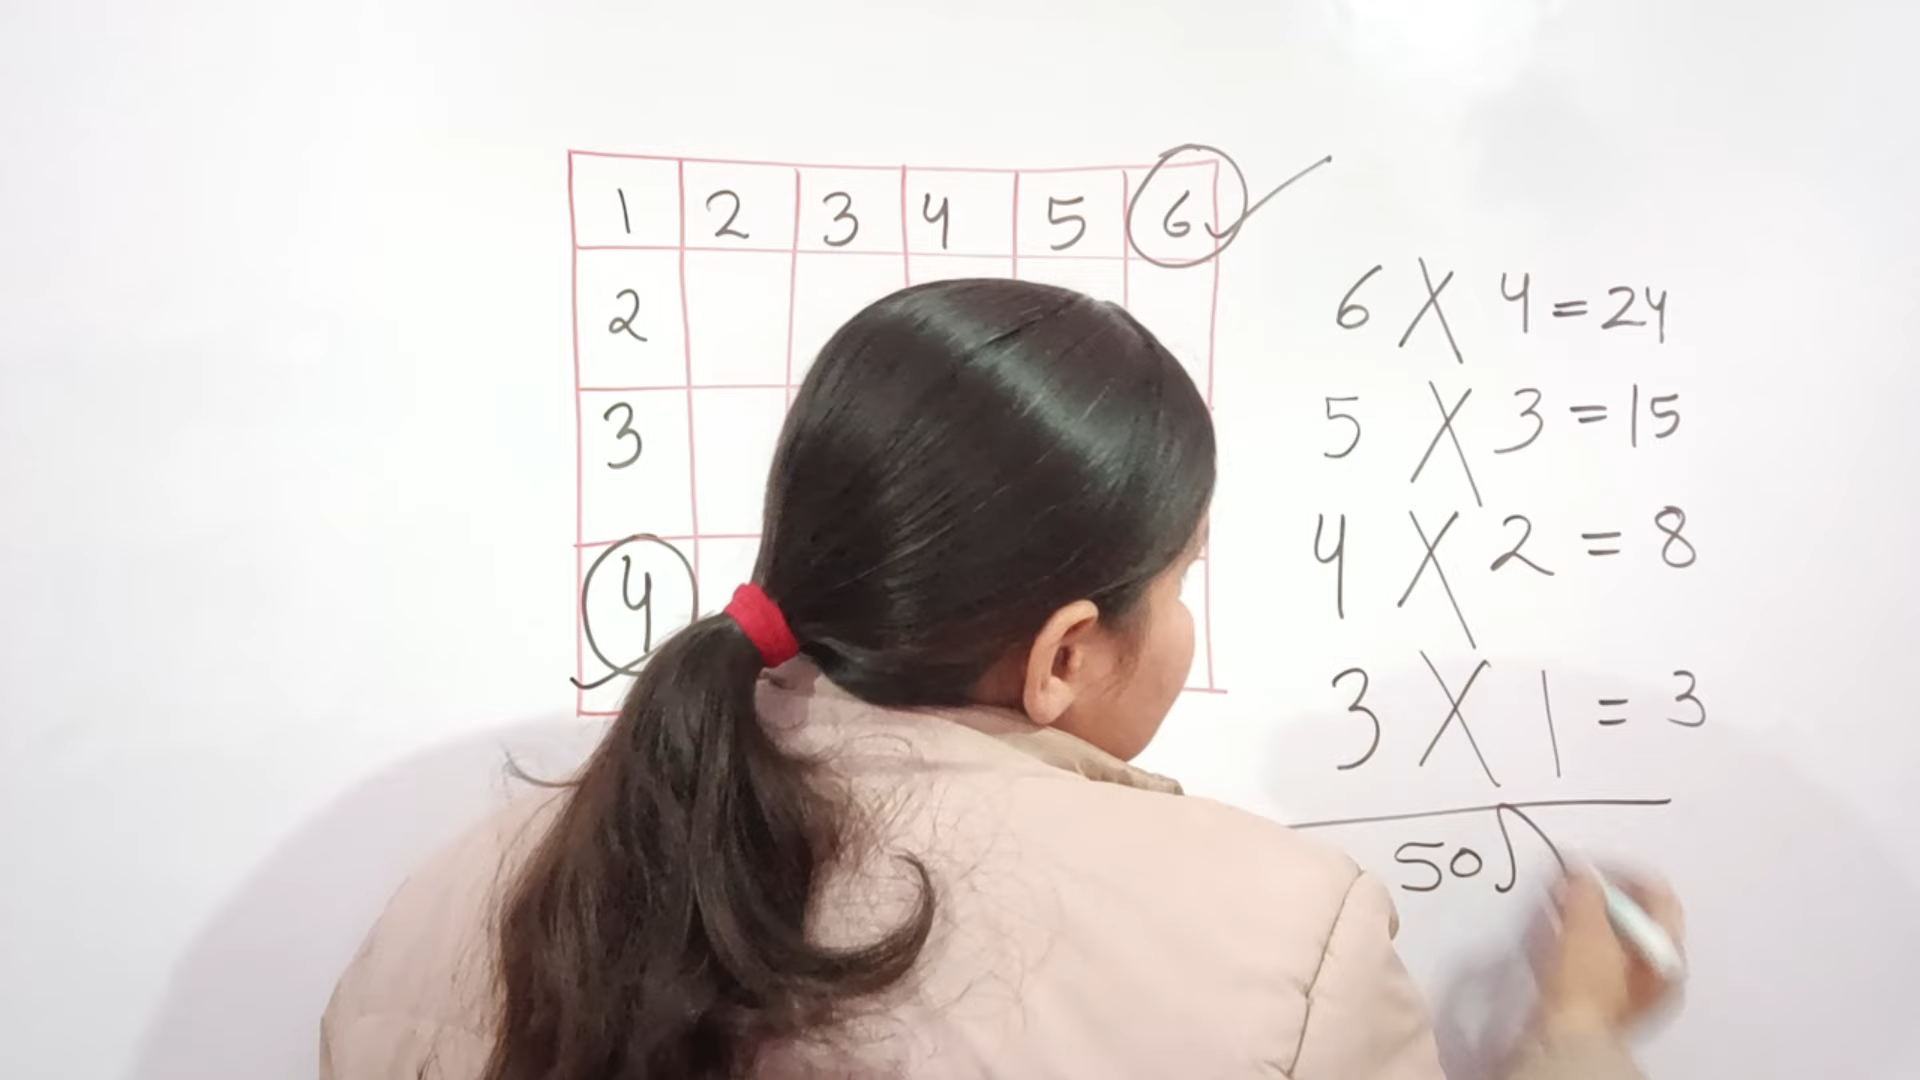 1 2 3 4 5 6
2
3
4
6 X 4 = 24
5 X 3 = 15
4 X 2 = 8
3 X 1 = 3
50